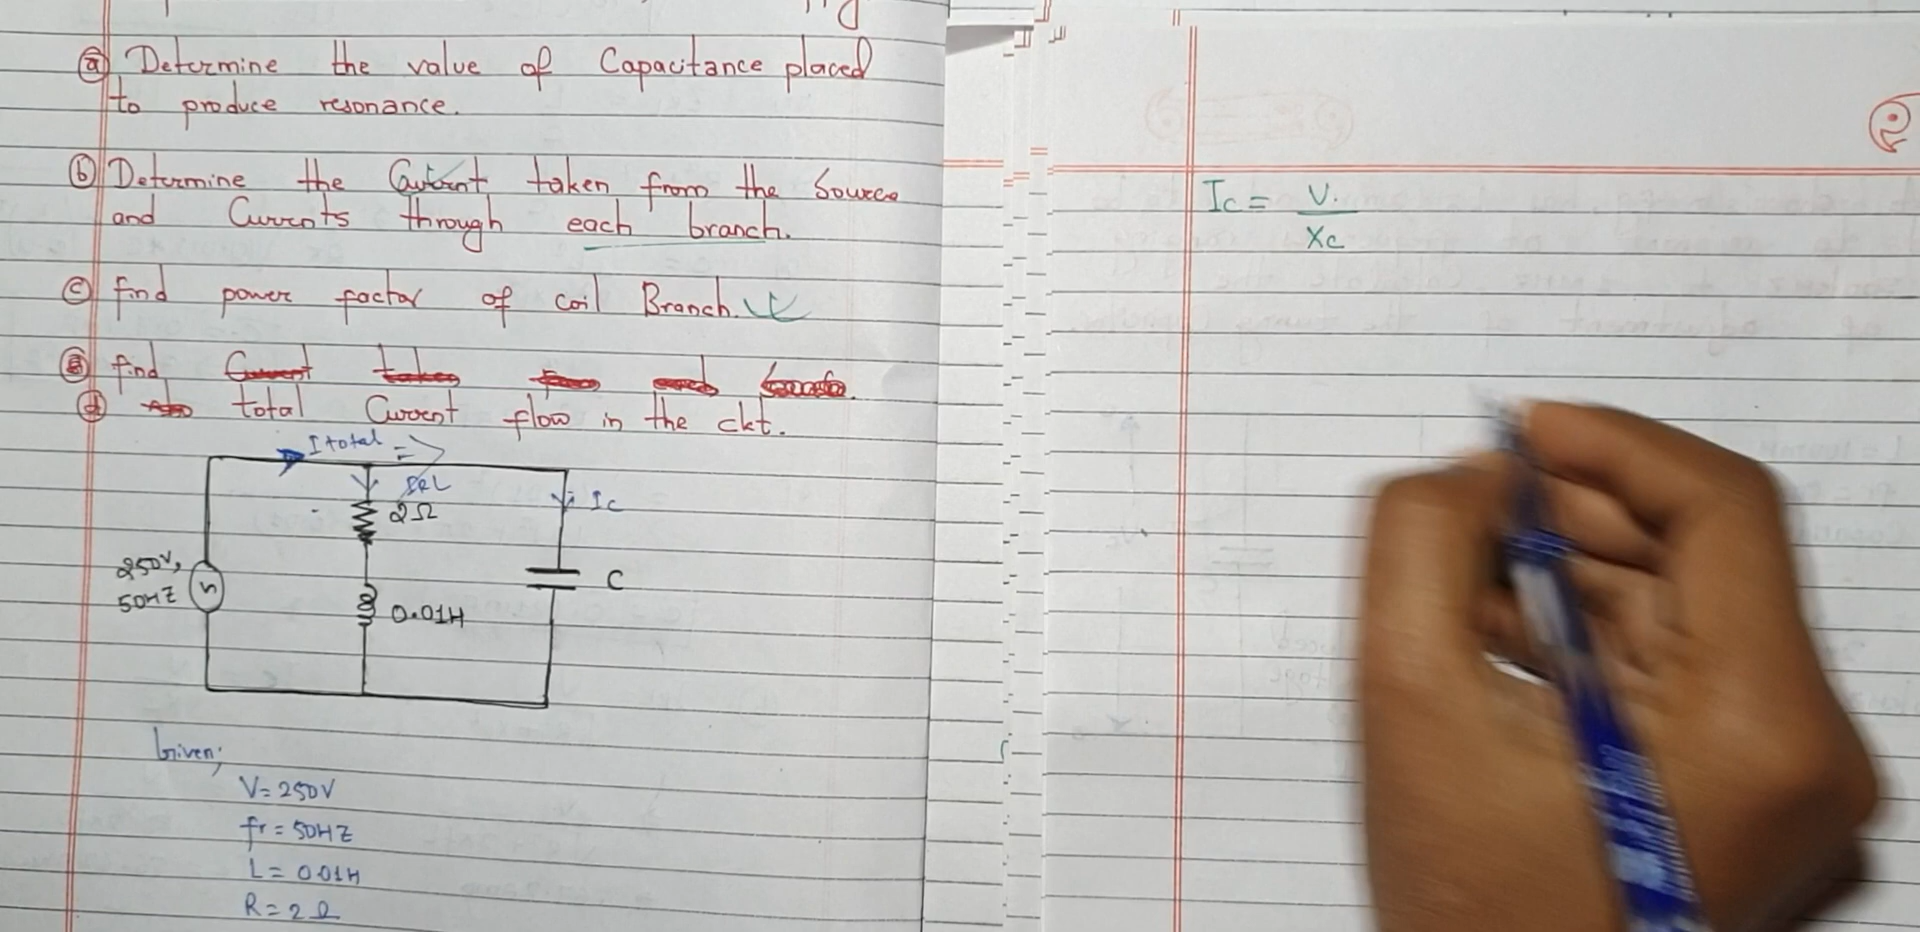 ⓐ Determine the value of Capacitance placed
to produce resonance.
ⓑ Determine the Current taken from the Source
and Currents through each branch.
ⓒ find power factor of coil Branch.
find
ⓓ total Current flow in the ckt.
I total =>
IRL
Ic
2Ω
250V,
50HZ
C
0.01H
Given;
V=250V
fr=50HZ
L=0.01H
R=2Ω
Ic = V.
Xc